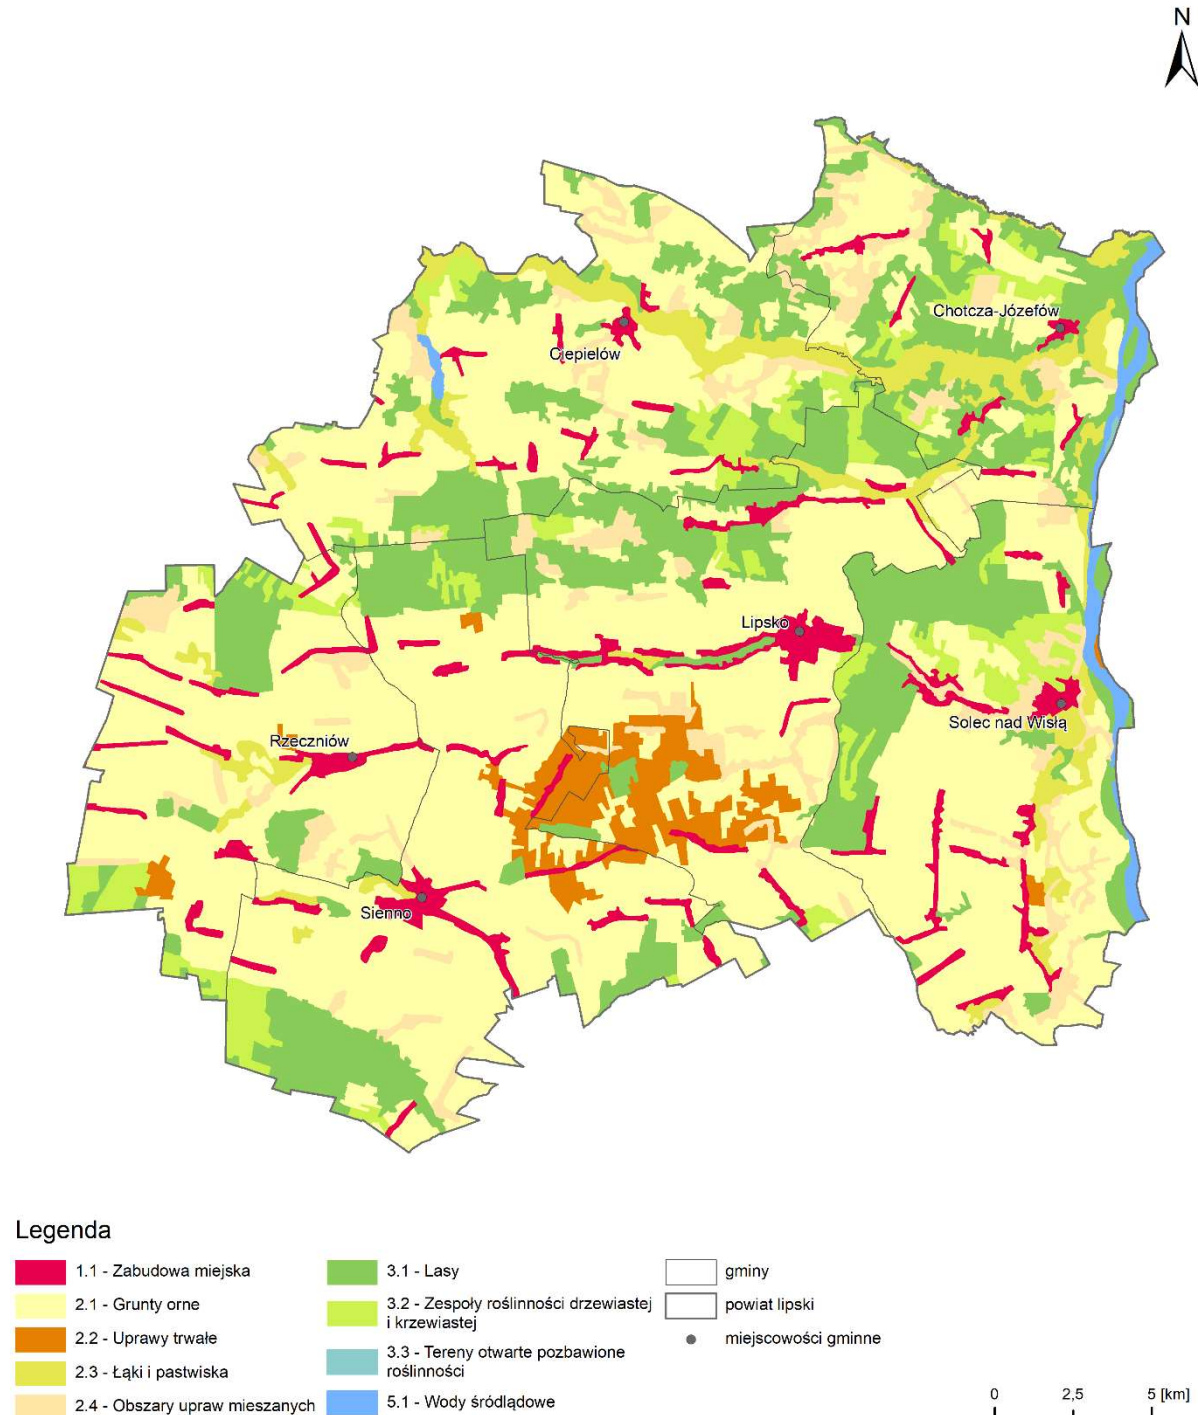 N
Chotcza-Józefów
Ciepielów
Lipsko
Solec nad Wisłą
Rzeczniów
Sienno
Legenda
1.1 - Zabudowa miejska
2.1 - Grunty orne
2.2 - Uprawy trwałe
2.3 - Łąki i pastwiska
2.4 - Obszary upraw mieszanych
3.1 - Lasy
3.2 - Zespoły roślinności drzewiastej
i krzewiastej
3.3 - Tereny otwarte pozbawione
roślinności
5.1 - Wody śródlądowe
gminy
powiat lipski
miejscowości gminne
0 2,5 5 [km]